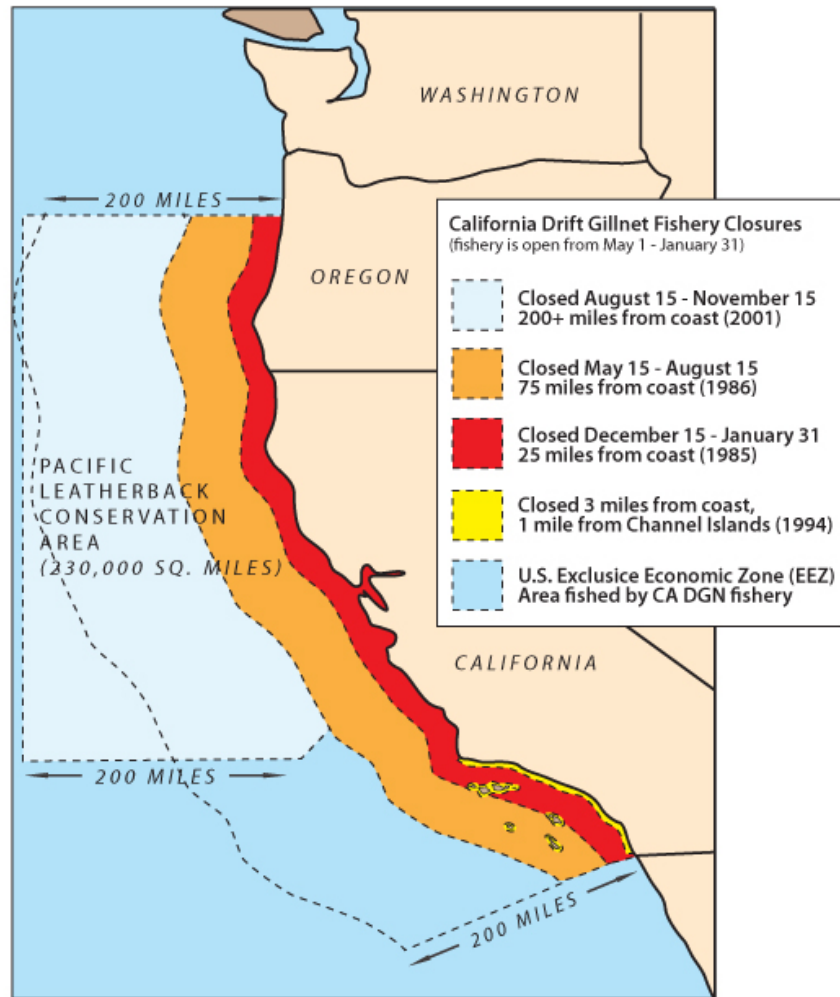 WASHINGTON
200 MILES
OREGON
California Drift Gillnet Fishery Closures
(fishery is open from May 1 - January 31)
Closed August 15 - November 15
200+ miles from coast (2001)
Closed May 15 - August 15
75 miles from coast (1986)
Closed December 15 - January 31
25 miles from coast (1985)
Closed 3 miles from coast,
1 mile from Channel Islands (1994)
U.S. Exclusice Economic Zone (EEZ)
Area fished by CA DGN fishery
PACIFIC
LEATHERBACK
CONSERVATION
AREA
(230,000 SQ. MILES)
CALIFORNIA
200 MILES
200 MILES